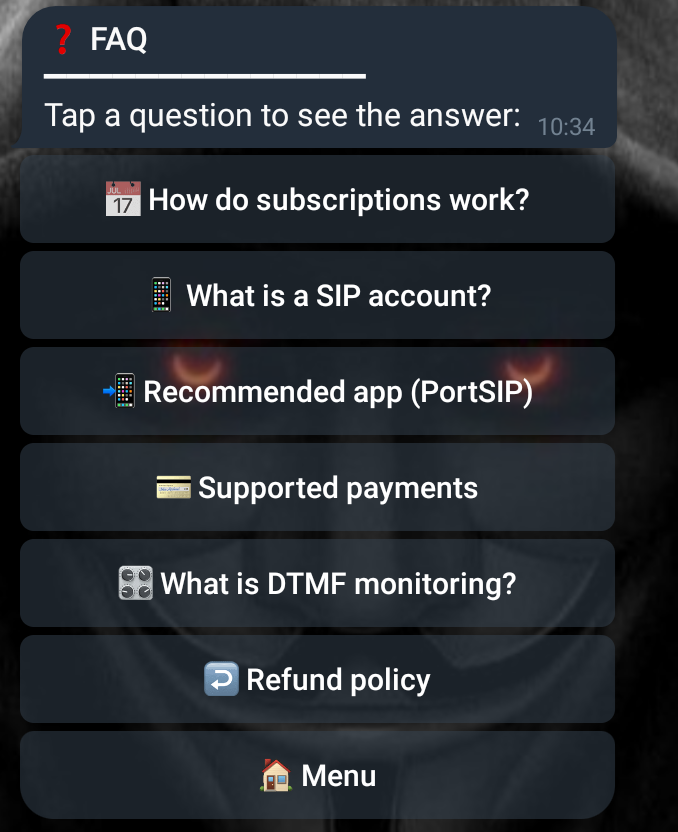 ❓ FAQ
Tap a question to see the answer:
10:34
📅 How do subscriptions work?
📱 What is a SIP account?
📲 Recommended app (PortSIP)
💳 Supported payments
🎛 What is DTMF monitoring?
↩️ Refund policy
🏠 Menu